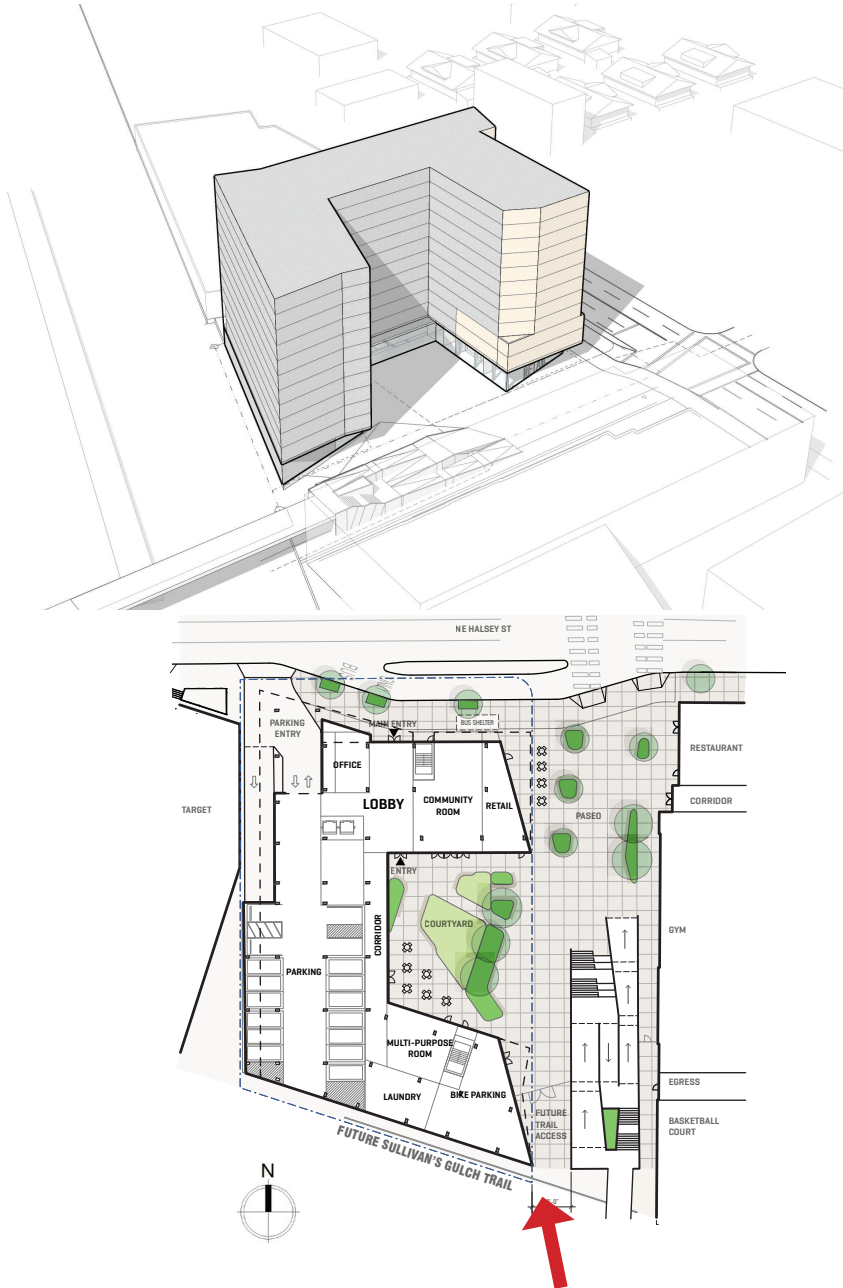 NE HALSEY ST
PARKING
ENTRY
MAIN ENTRY
BUS SHELTER
OFFICE
RESTAURANT
LOBBY
COMMUNITY
ROOM
RETAIL
CORRIDOR
TARGET
PASEO
ENTRY
COURTYARD
CORRIDOR
GYM
PARKING
MULTI-PURPOSE
ROOM
LAUNDRY
BIKE PARKING
EGRESS
FUTURE
TRAIL
ACCESS
BASKETBALL
COURT
FUTURE SULLIVAN'S GULCH TRAIL
N